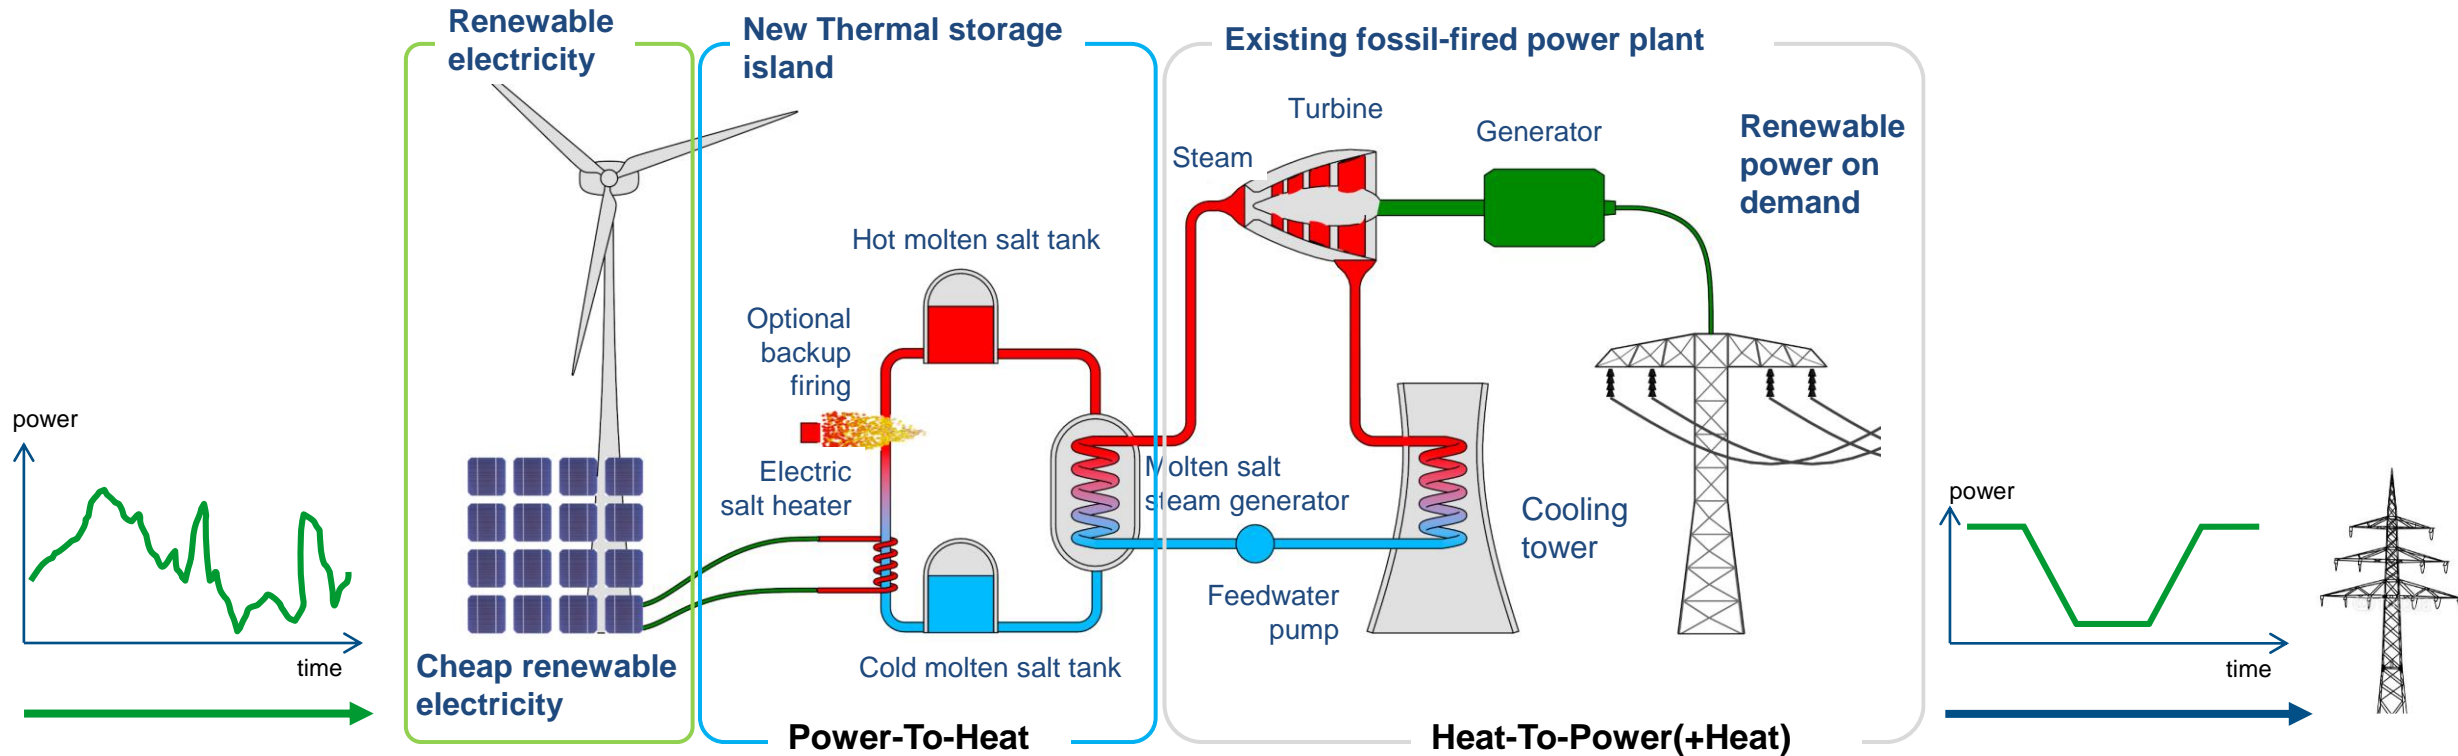 Renewable
electricity
New Thermal storage
island
Existing fossil-fired power plant
Turbine
Generator
Steam
Renewable
power on
demand
Hot molten salt tank
Optional
backup
firing
Electric
salt heater
Molten salt
steam generator
Cooling
tower
Feedwater
pump
Cold molten salt tank
power
time
Cheap renewable
electricity
power
time
Power-To-Heat
Heat-To-Power(+Heat)